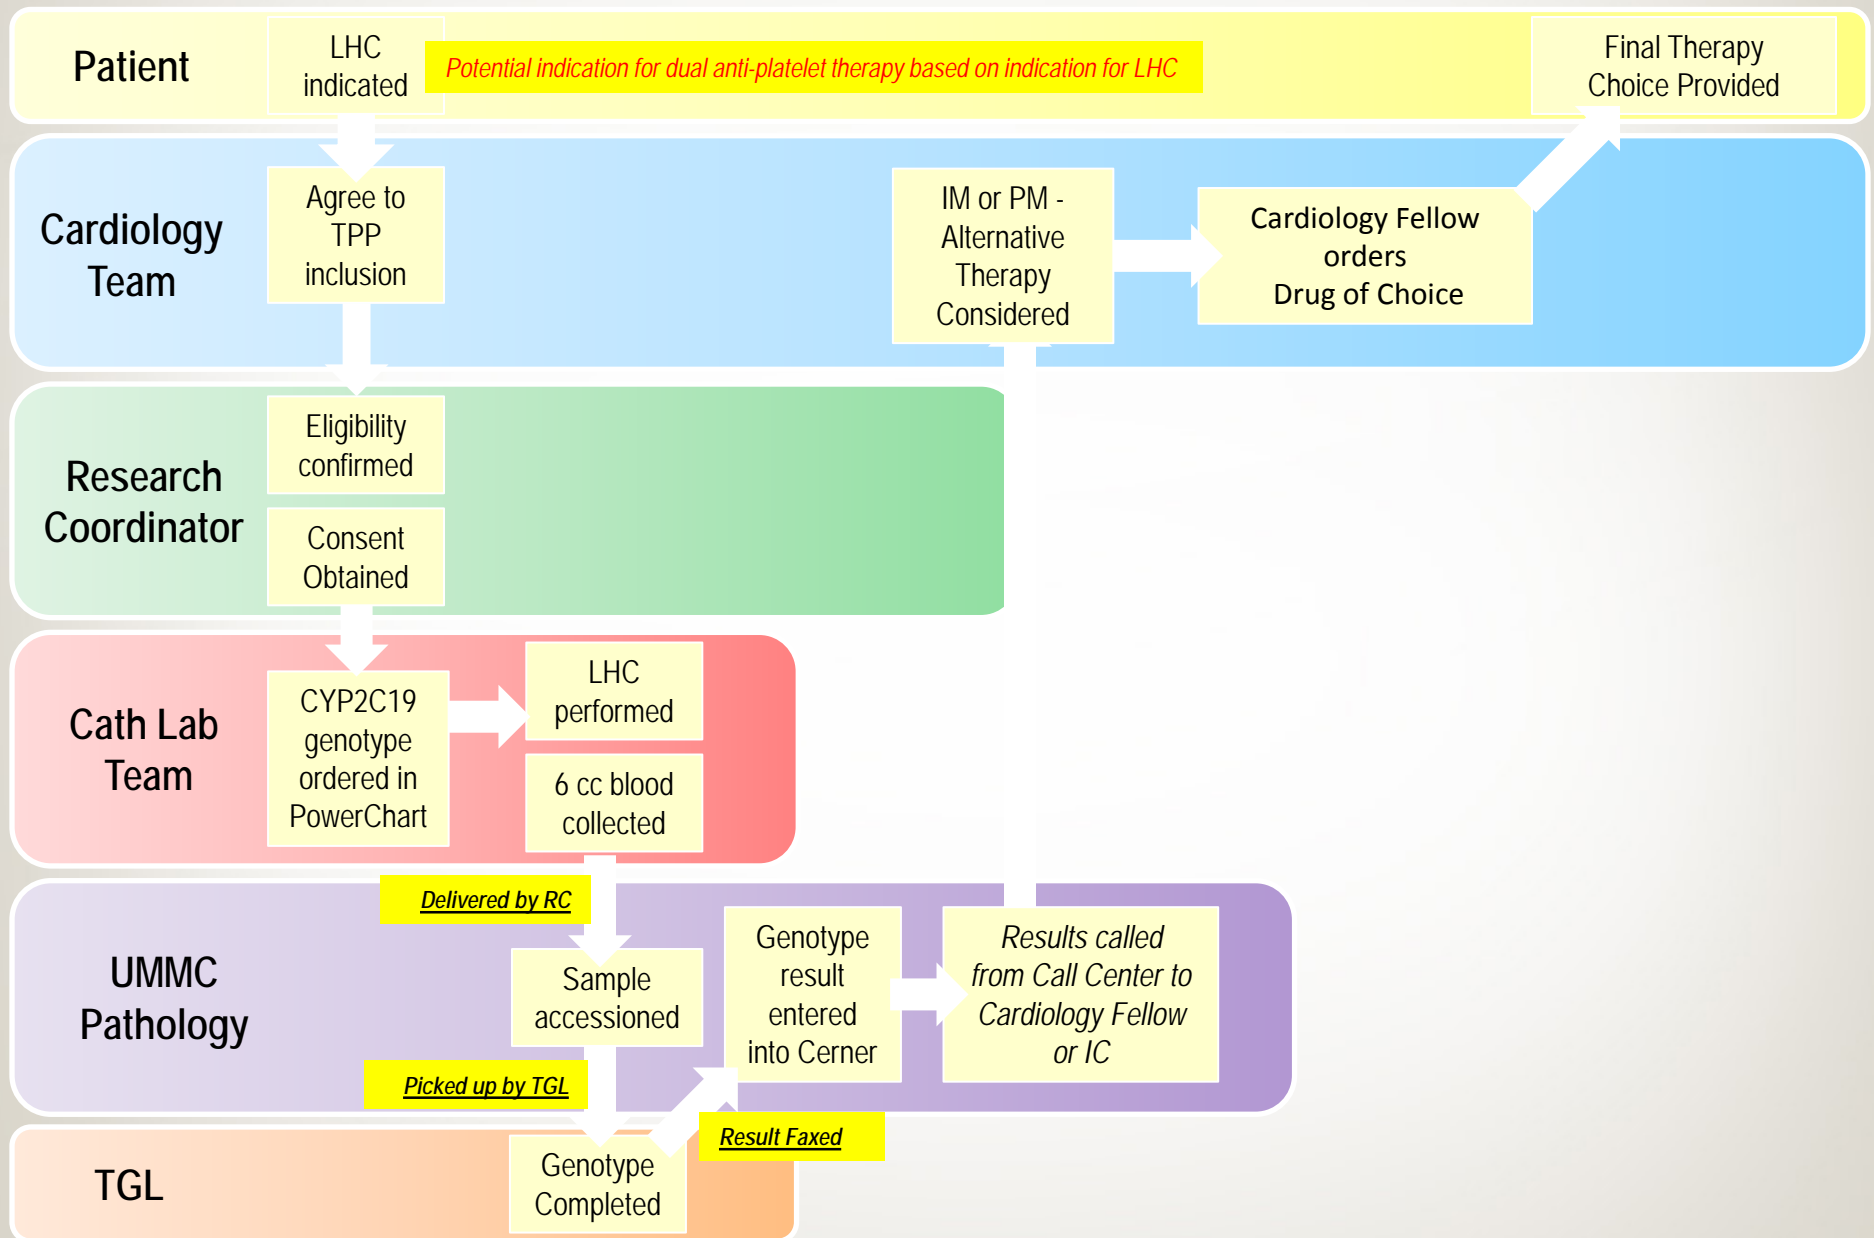 Patient
LHC
indicated
Potential indication for dual anti-platelet therapy based on indication for LHC
Final Therapy
Choice Provided
Cardiology
Team
Agree to
TPP
inclusion
IM or PM -
Alternative
Therapy
Considered
Cardiology Fellow
orders
Drug of Choice
Research
Coordinator
Eligibility
confirmed
Consent
Obtained
Cath Lab
Team
CYP2C19
genotype
ordered in
PowerChart
LHC
performed
6 cc blood
collected
Delivered by RC
UMMC
Pathology
Sample
accessioned
Genotype
result
entered
into Cerner
Results called
from Call Center to
Cardiology Fellow
or IC
Picked up by TGL
Result Faxed
TGL
Genotype
Completed